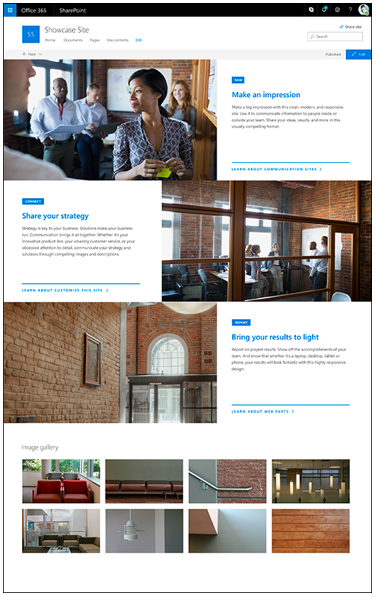 Office 365 SharePoint
Share site
SS Showcase Site
Home Documents Pages Site contents Edit
Search
+ New Published Edit
NEW
Make an impression
Make a big impression with this clean, modern, and responsive
site. Use it to communicate information to people inside or
outside your team. Share your ideas, results, and more in this
visually compelling format.
LEARN ABOUT COMMUNICATION SITES
CONNECT
Share your strategy
Strategy is key to your business. Solutions make your business
run. Communication brings it all together. Whether it's your
innovative product line, your amazing customer service, or your
obsessive attention to detail, communicate your strategy and
solutions through compelling images and descriptions.
LEARN ABOUT CUSTOMIZE THIS SITE
REPORT
Bring your results to light
Report on project results. Show off the accomplishments of your
team. And know that whether it's a laptop, desktop, tablet or
phone, your results will look fantastic with this highly responsive
design.
LEARN ABOUT WEB PARTS
Image gallery